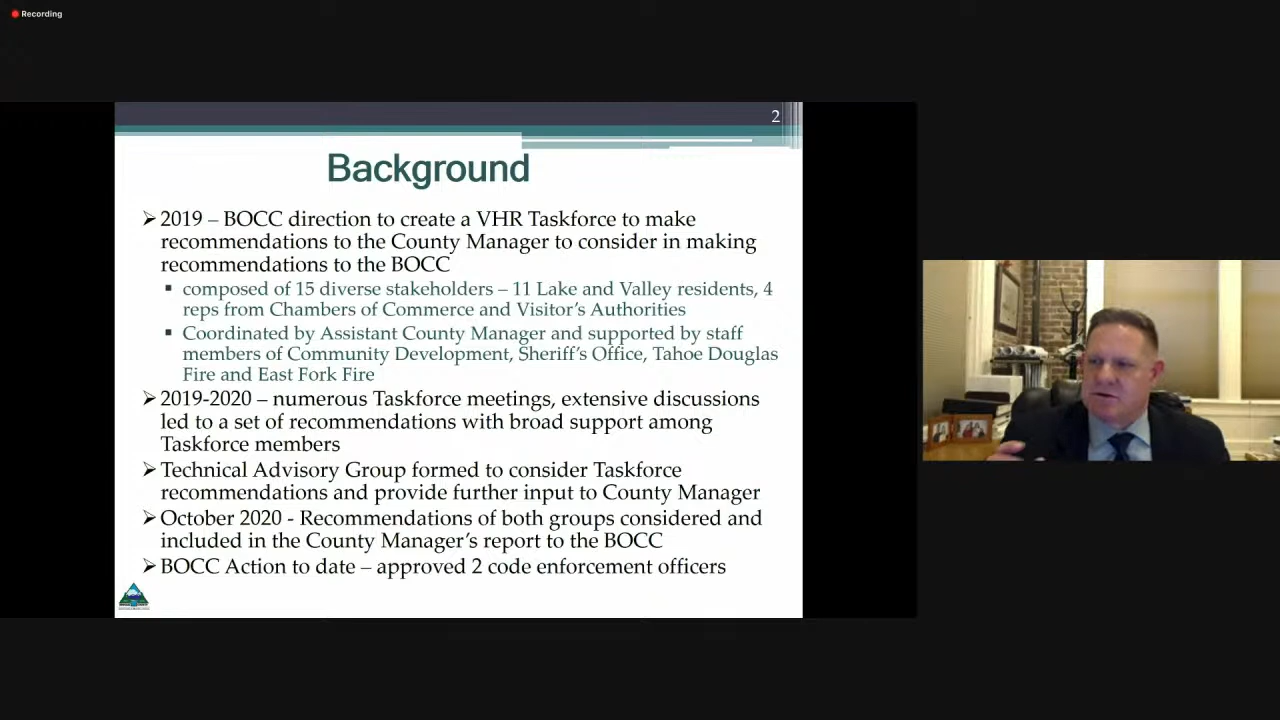 Recording
2
Background
➢ 2019 – BOCC direction to create a VHR Taskforce to make
recommendations to the County Manager to consider in making
recommendations to the BOCC
▪ composed of 15 diverse stakeholders – 11 Lake and Valley residents, 4
reps from Chambers of Commerce and Visitor's Authorities
▪ Coordinated by Assistant County Manager and supported by staff
members of Community Development, Sheriff's Office, Tahoe Douglas
Fire and East Fork Fire
➢ 2019-2020 – numerous Taskforce meetings, extensive discussions
led to a set of recommendations with broad support among
Taskforce members
➢ Technical Advisory Group formed to consider Taskforce
recommendations and provide further input to County Manager
➢ October 2020 - Recommendations of both groups considered and
included in the County Manager's report to the BOCC
➢ BOCC Action to date – approved 2 code enforcement officers